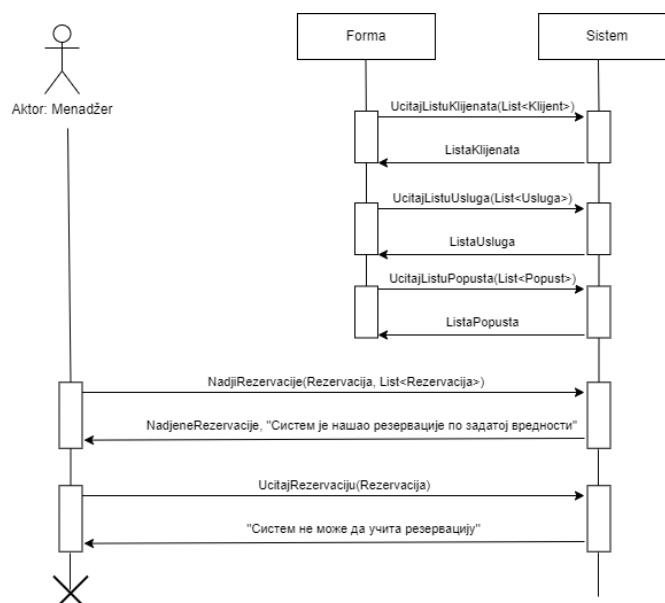 Forma
Sistem
Aktor: Menadžer
UcitajListuKlijenata(List<Klijent>)
ListaKlijenata
UcitajListuUsluga(List<Usluga>)
ListaUsluga
UcitajListuPopusta(List<Popust>)
ListaPopusta
NadjiRezervacije(Rezervacija, List<Rezervacija>)
NadjeneRezervacije, "Систем је нашао резервације по задатој вредности"
UcitajRezervaciju(Rezervacija)
"Систем не може да учита резервацију"